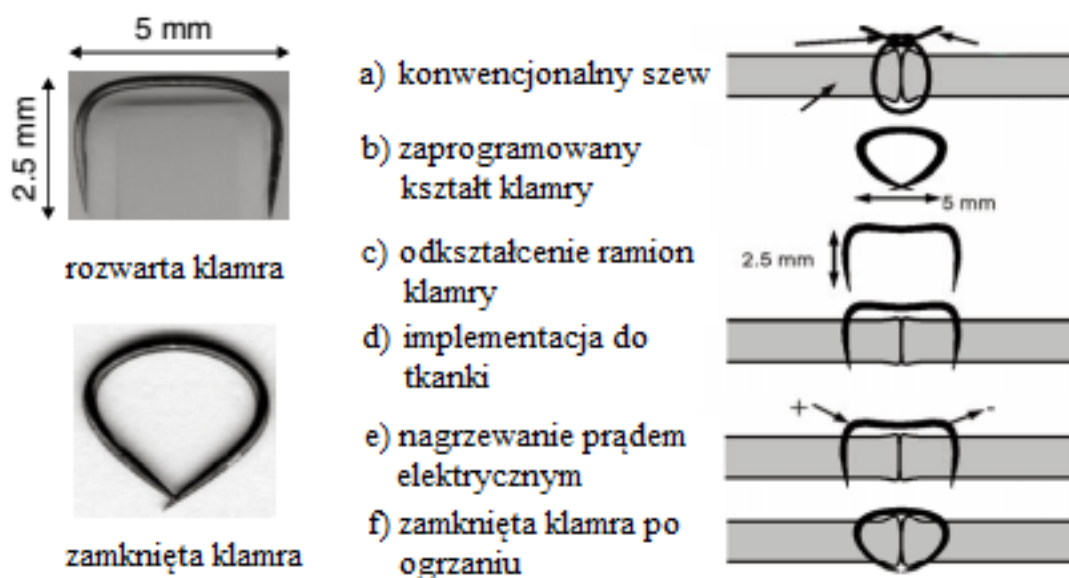 5 mm
2.5 mm
rozwarta klamra
zamknięta klamra
a) konwencjonalny szew
b) zaprogramowany
kształt klamry
5 mm
c) odkształcenie ramion
klamry
2.5 mm
d) implementacja do
tkanki
e) nagrzewanie prądem
elektrycznym
+
-
f) zamknięta klamra po
ogrzaniu